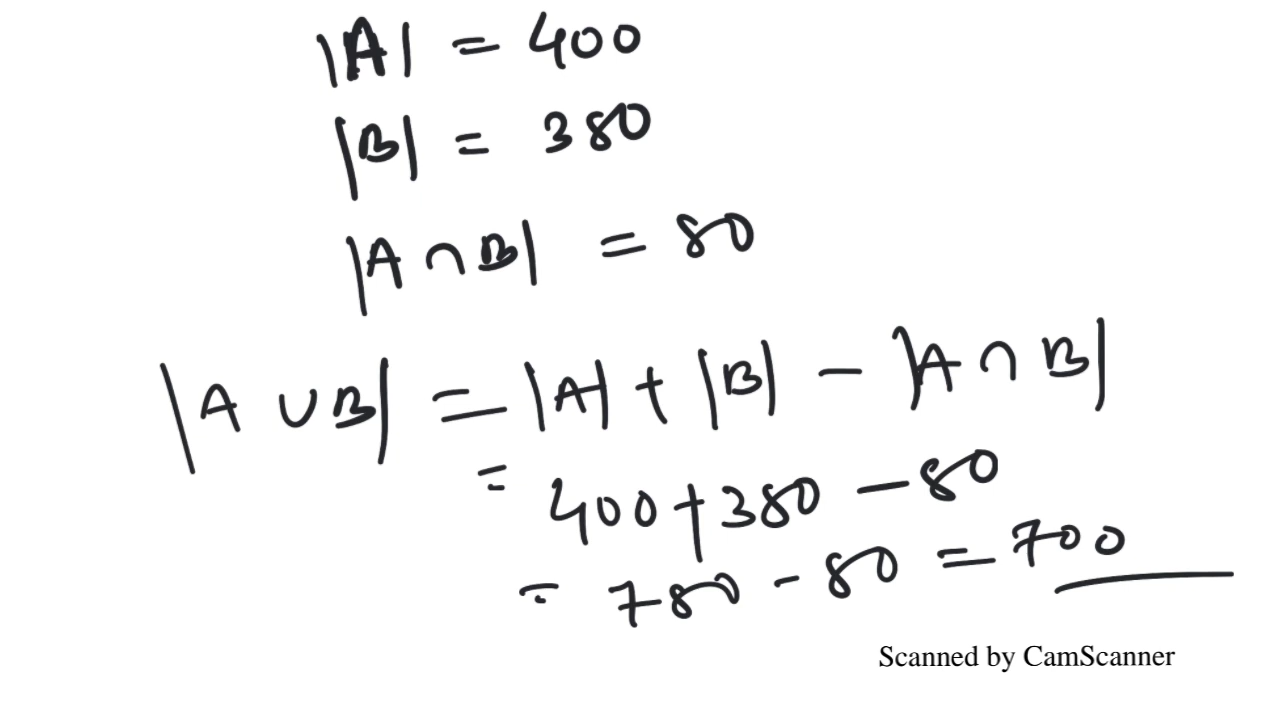 |A| = 400
|B| = 380
|A ∩ B| = 80
|A ∪ B| = |A| + |B| - |A ∩ B|
= 400 + 380 - 80
= 780 - 80 = 700
Scanned by CamScanner